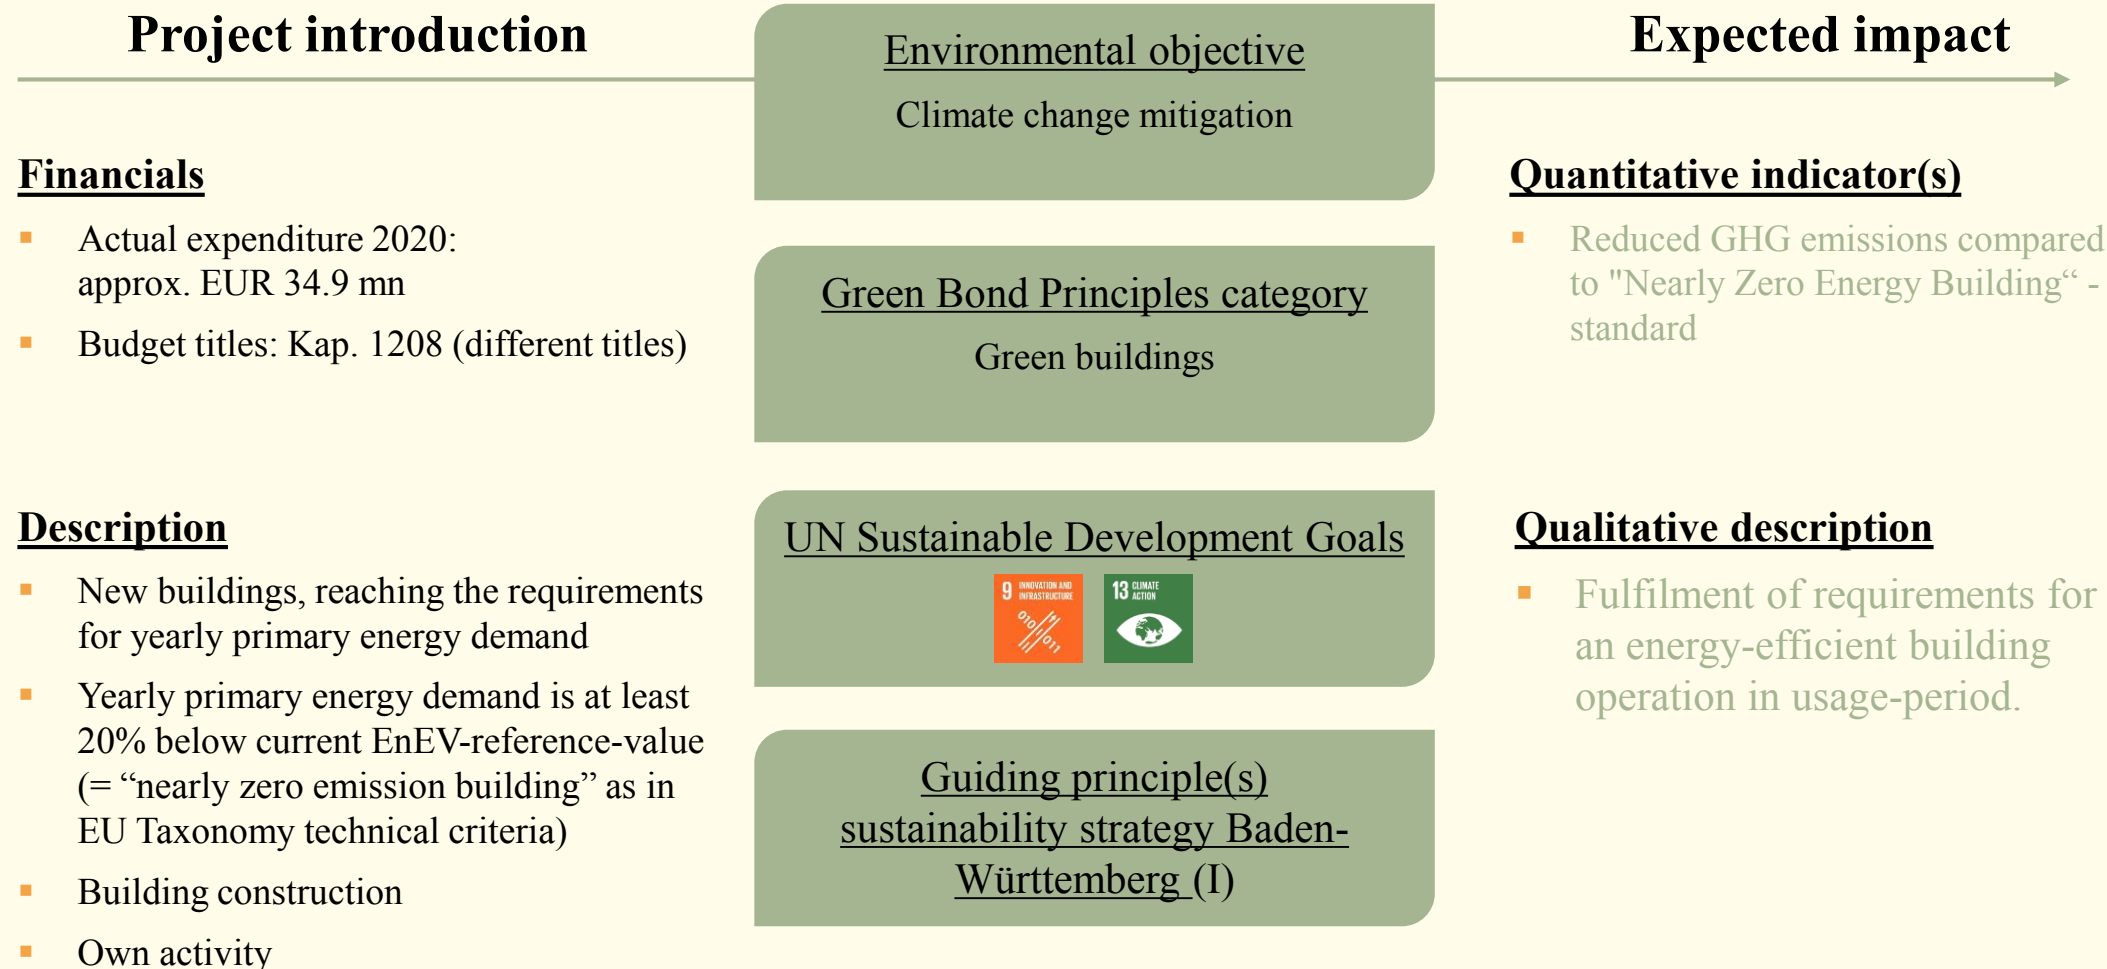 Project introduction
Financials
Actual expenditure 2020:
approx. EUR 34.9 mn
Budget titles: Kap. 1208 (different titles)
Description
New buildings, reaching the requirements
for yearly primary energy demand
Yearly primary energy demand is at least
20% below current EnEV-reference-value
(= “nearly zero emission building” as in
EU Taxonomy technical criteria)
Building construction
Own activity
Environmental objective
Climate change mitigation
Green Bond Principles category
Green buildings
UN Sustainable Development Goals
9 INNOVATION AND
INFRASTRUCTURE
010
011
13 CLIMATE
ACTION
Guiding principle(s)
sustainability strategy Baden-
Württemberg (I)
Expected impact
Quantitative indicator(s)
Reduced GHG emissions compared
to "Nearly Zero Energy Building“ -
standard
Qualitative description
Fulfilment of requirements for
an energy-efficient building
operation in usage-period.